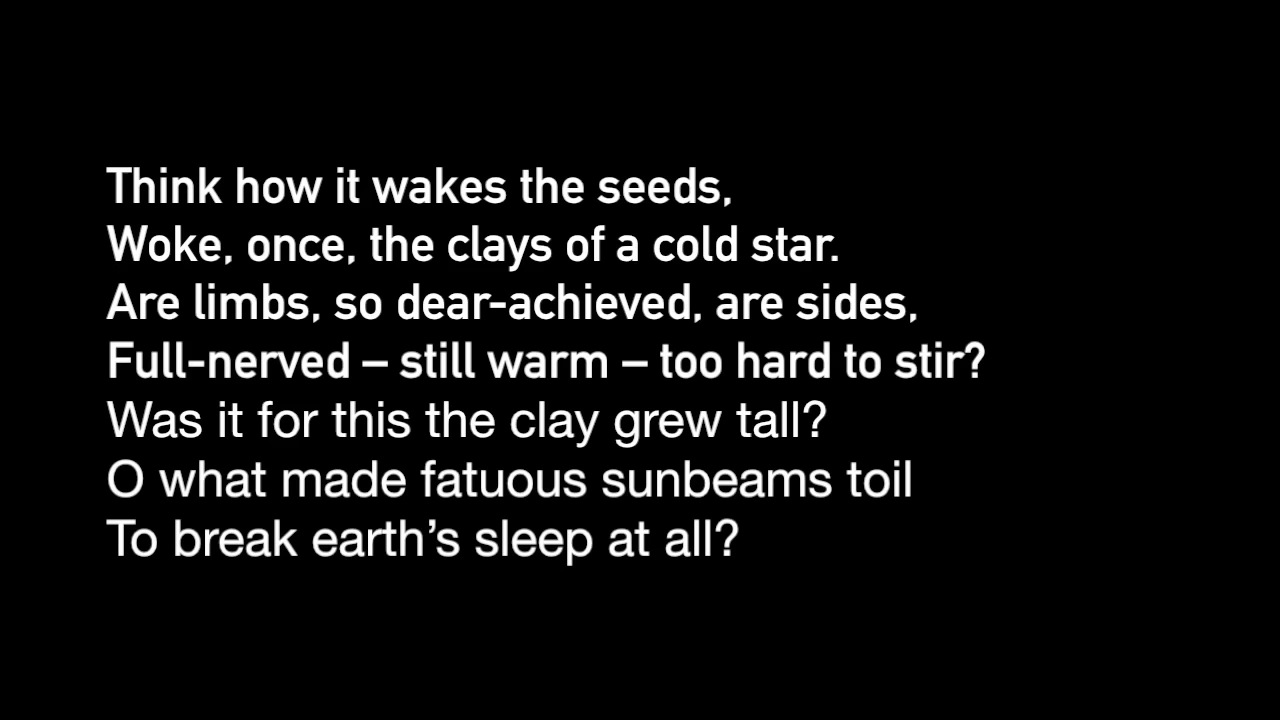 Think how it wakes the seeds,
Woke, once, the clays of a cold star.
Are limbs, so dear-achieved, are sides,
Full-nerved – still warm – too hard to stir?
Was it for this the clay grew tall?
O what made fatuous sunbeams toil
To break earth’s sleep at all?